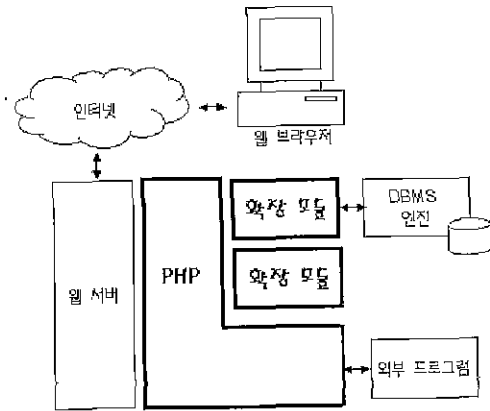 인터넷
웹 브라우저
확장 모듈
DBMS
엔진
PHP
확장 모듈
웹 서버
외부 프로그램